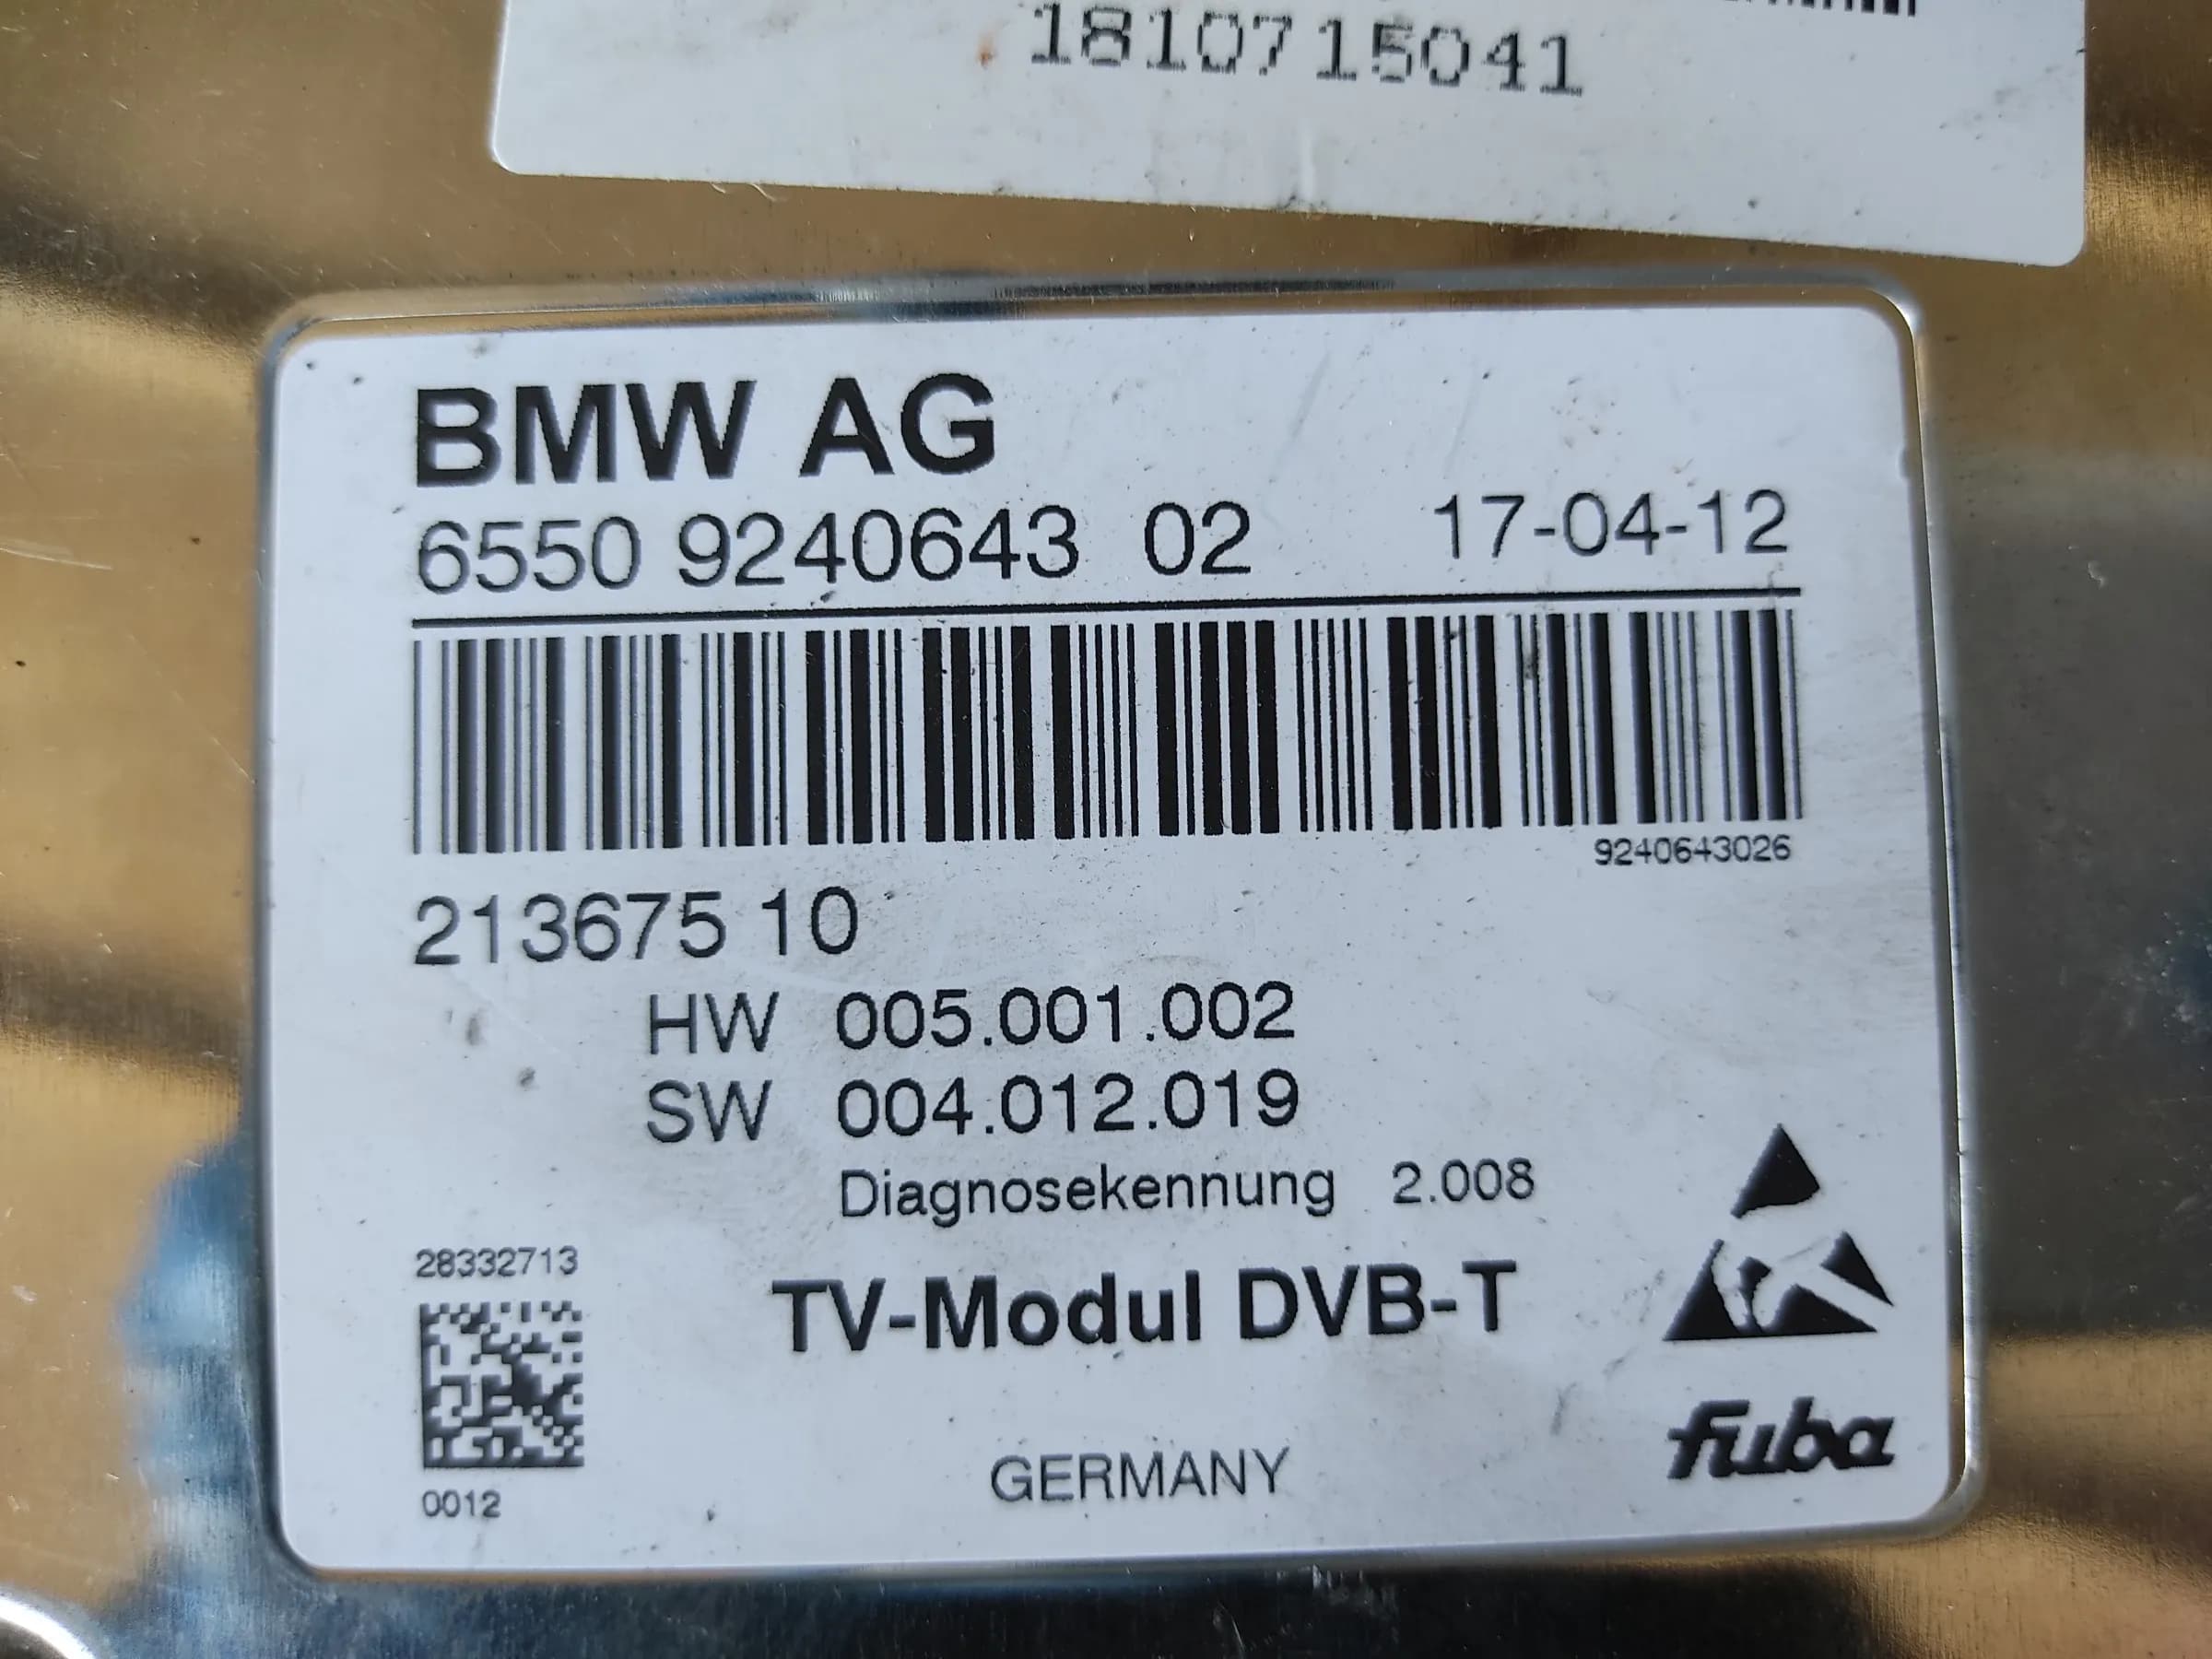 1810715041
BMW AG
6550 9240643 02 17-04-12
9240643026
213675 10
HW 005.001.002
SW 004.012.019
Diagnosekennung 2.008
28332713
TV-Modul DVB-T
fuba
GERMANY
0012